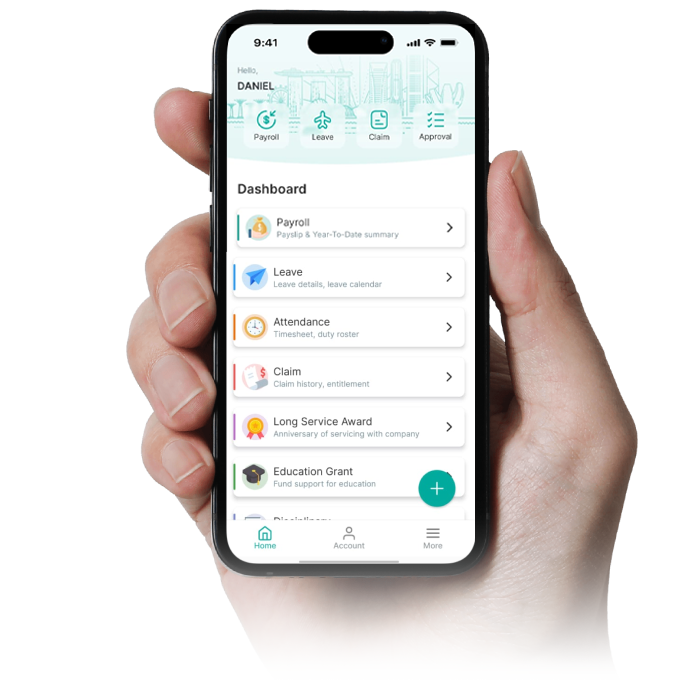 9:41
Hello,
DANIEL
Payroll
Leave
Claim
Approval
Dashboard
Payroll
Payslip & Year-To-Date summary
Leave
Leave details, leave calendar
Attendance
Timesheet, duty roster
Claim
Claim history, entitlement
Long Service Award
Anniversary of servicing with company
Education Grant
Fund support for education
Home
Account
More